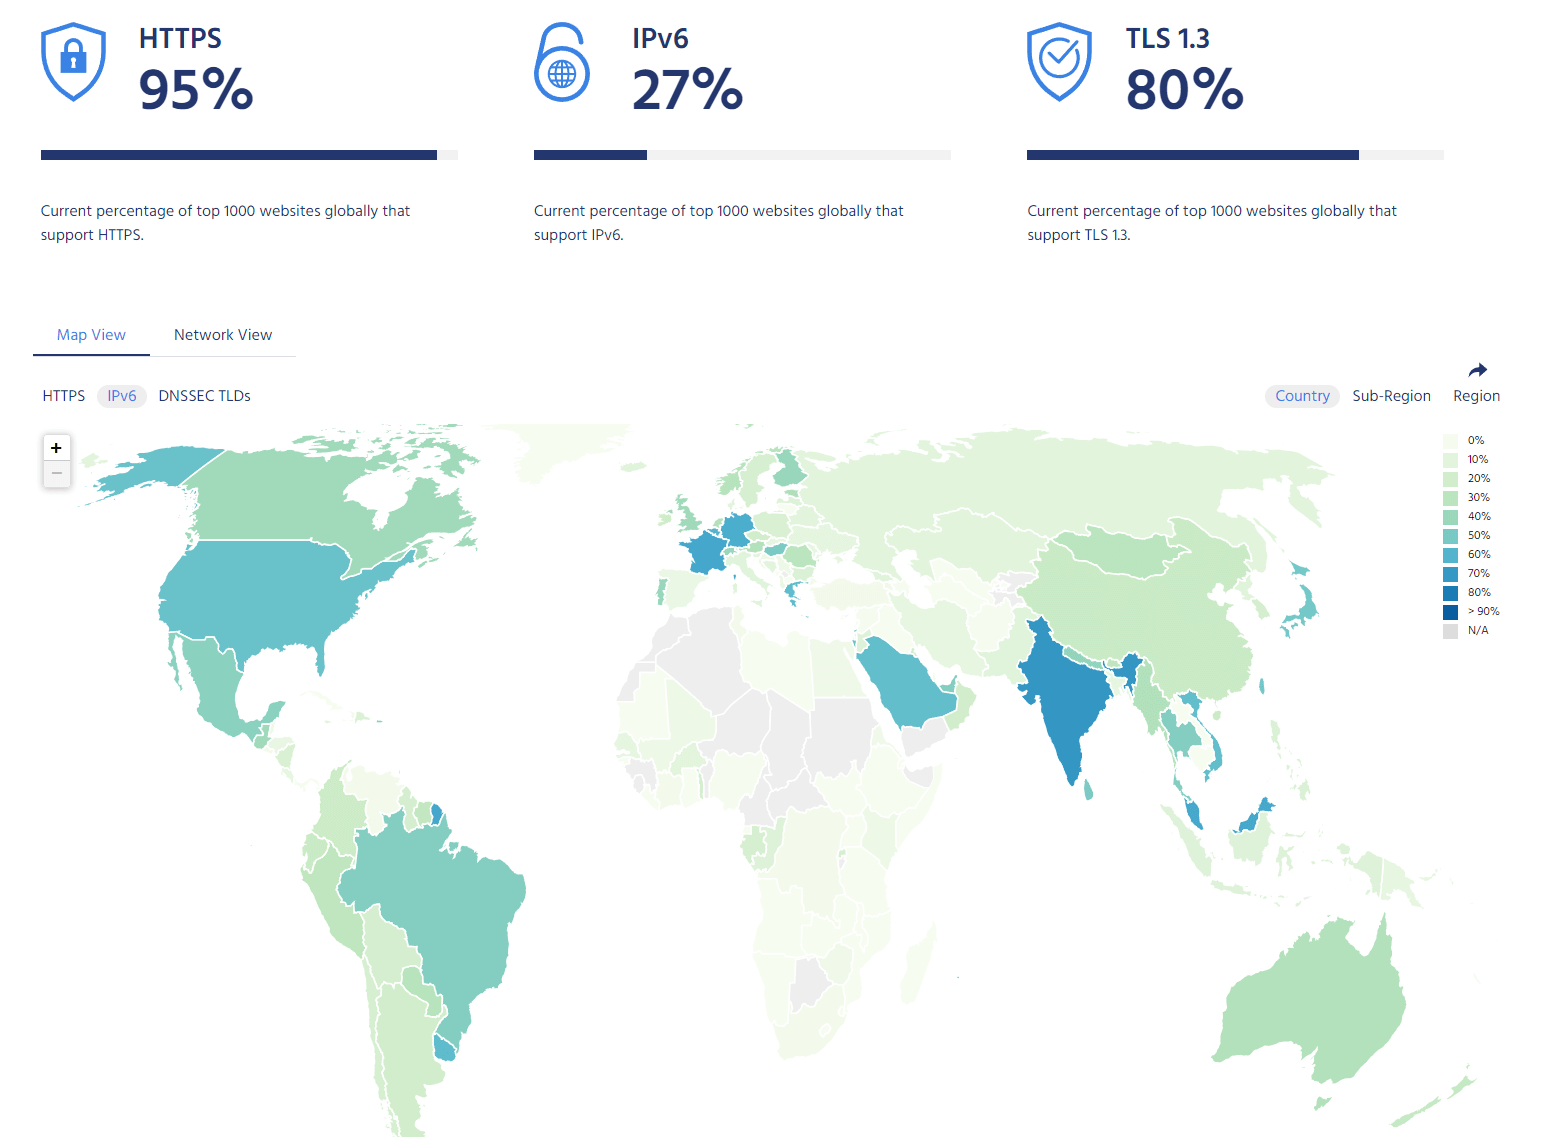 HTTPS
95%
IPv6
27%
TLS 1.3
80%
Current percentage of top 1000 websites globally that
support HTTPS.
Current percentage of top 1000 websites globally that
support IPv6.
Current percentage of top 1000 websites globally that
support TLS 1.3.
Map View
Network View
HTTPS
IPv6
DNSSEC TLDs
Country
Sub-Region
Region
+
−
0%
10%
20%
30%
40%
50%
60%
70%
80%
> 90%
N/A